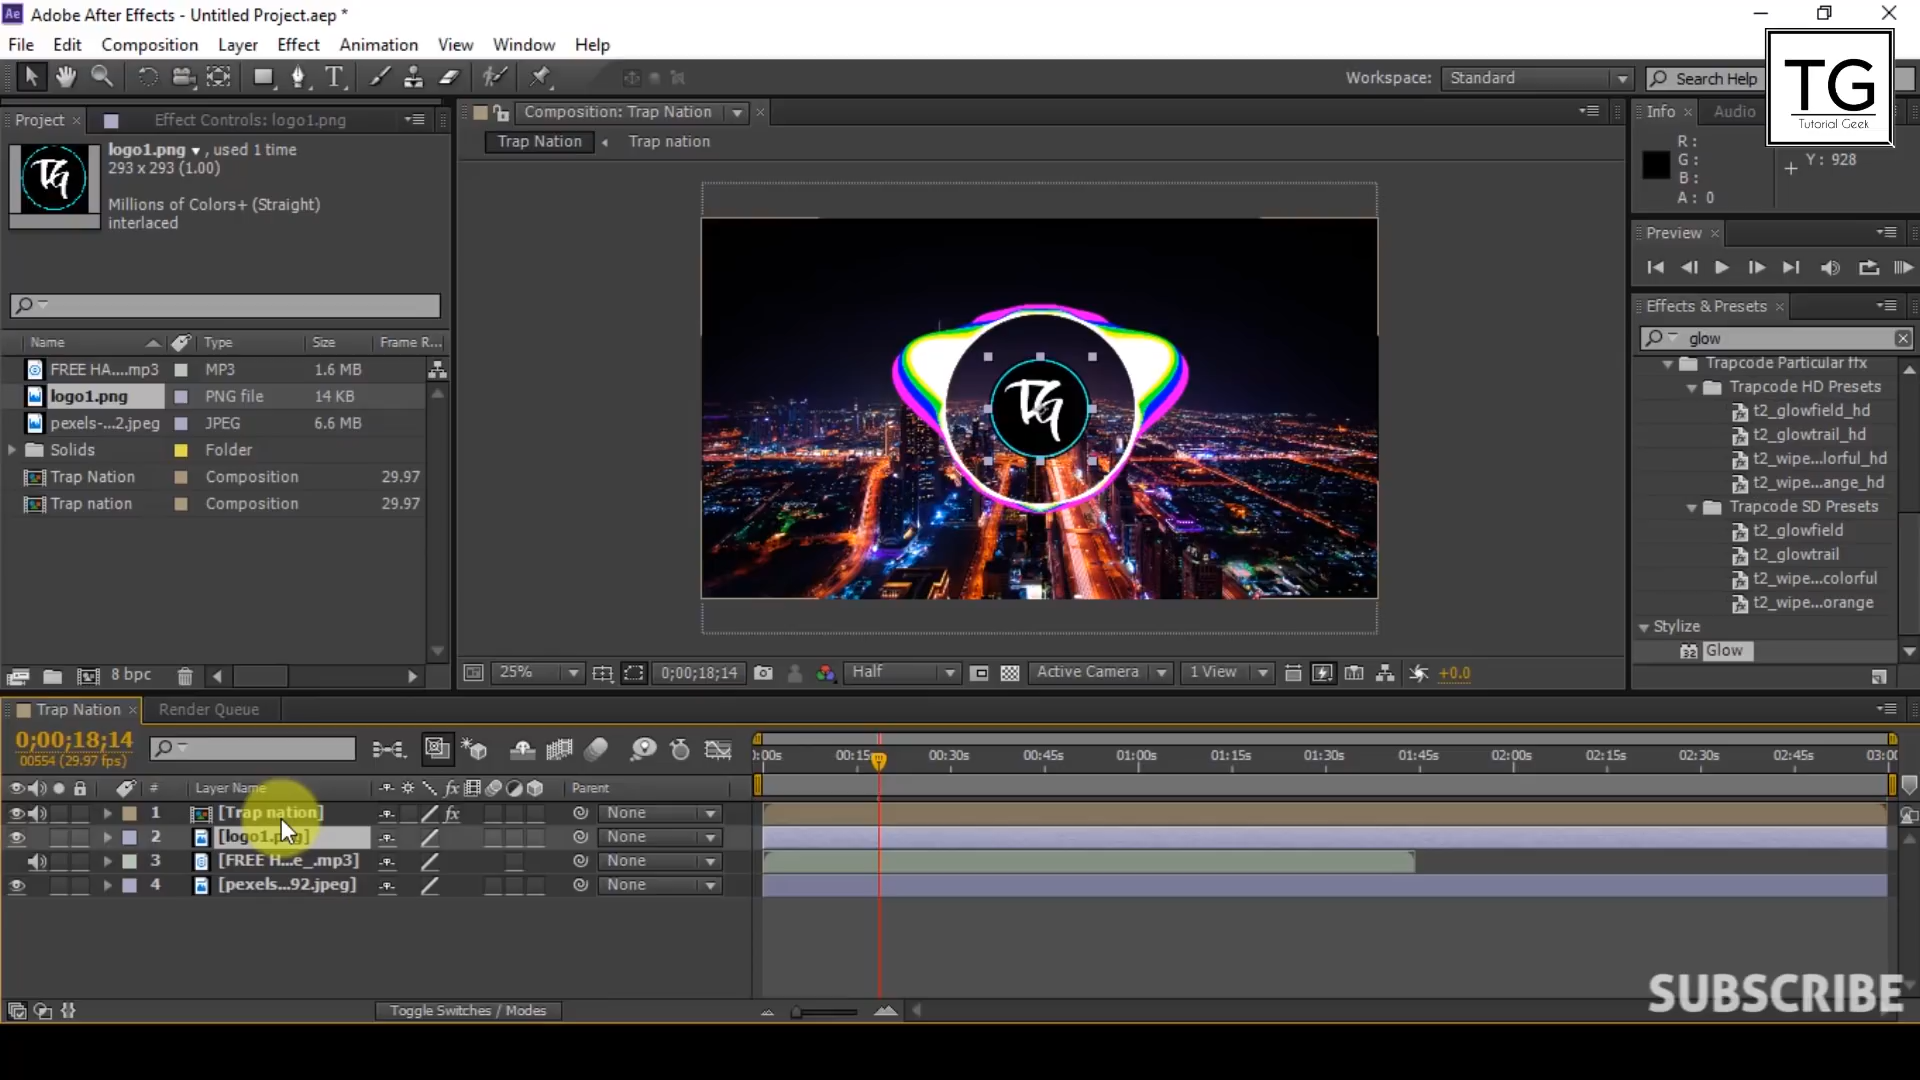 Ae Adobe After Effects - Untitled Project.aep *
File Edit Composition Layer Effect Animation View Window Help
Workspace: Standard Search Help
TG
Tutorial Geek
Project Effect Controls: logo1.png
Composition: Trap Nation
Info Audio
Trap Nation Trap nation
logo1.png , used 1 time
293 x 293 (1.00)
Millions of Colors+ (Straight)
interlaced
R :
G :
B :
A : 0
Y : 928
Preview
Effects & Presets
glow
Trapcode Particular ffx
Trapcode HD Presets
t2_glowfield_hd
t2_glowtrail_hd
t2_wipe...lorful_hd
t2_wipe...ange_hd
Trapcode SD Presets
t2_glowfield
t2_glowtrail
t2_wipe...colorful
t2_wipe...orange
Stylize
Glow
Name Type Size Frame R...
FREE HA....mp3 MP3 1.6 MB
logo1.png PNG file 14 KB
pexels-...2.jpeg JPEG 6.6 MB
Solids Folder
Trap Nation Composition 29.97
Trap nation Composition 29.97
TG
8 bpc
25% 0;00;18;14 Half Active Camera 1 View +0.0
Trap Nation Render Queue
0;00;18;14
00554 (29.97 fps)
:00s 00:15s 00:30s 00:45s 01:00s 01:15s 01:30s 01:45s 02:00s 02:15s 02:30s 02:45s 03:00
# Layer Name fx Parent
1 [Trap nation] fx None
2 [logo1.png] None
3 [FREE H...e_.mp3] None
4 [pexels...92.jpeg] None
Toggle Switches / Modes
SUBSCRIBE